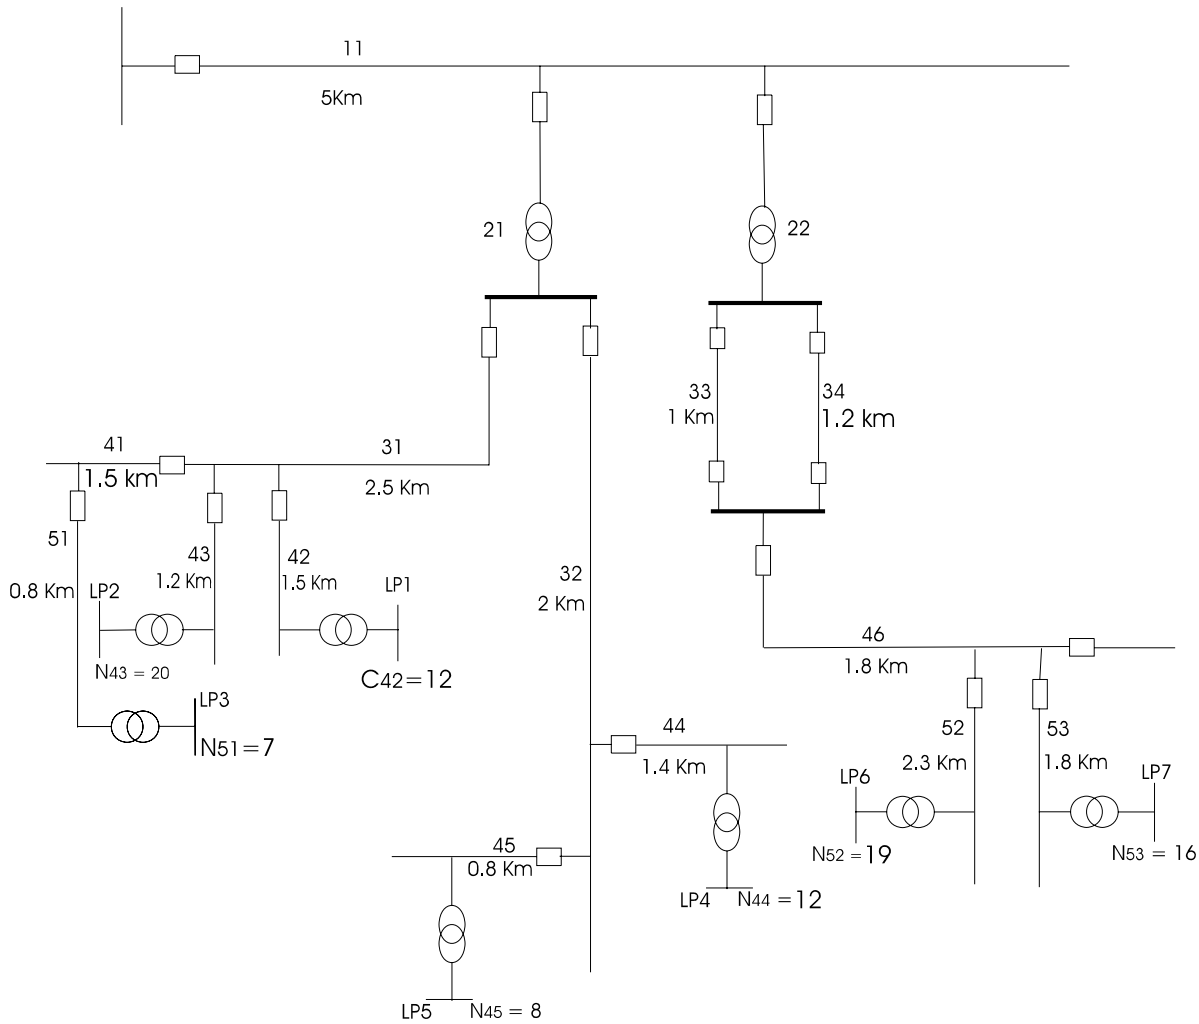 11
5Km
21
22
33
1 Km
34
1.2 km
41
1.5 km
31
2.5 Km
51
0.8 Km
43
1.2 Km
42
1.5 Km
LP2
N43 = 20
LP1
C42=12
LP3
N51=7
32
2 Km
46
1.8 Km
44
1.4 Km
52
2.3 Km
53
1.8 Km
LP6
N52 =19
LP7
N53 = 16
45
0.8 Km
LP4 N44 =12
LP5 N45 = 8